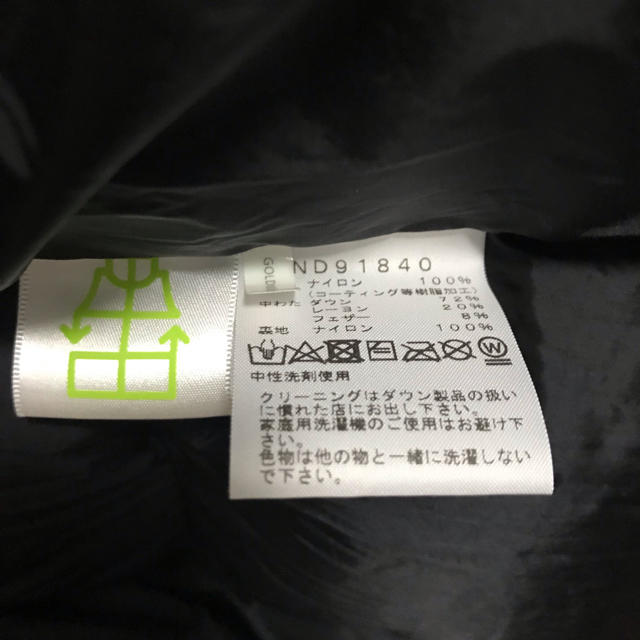 GOLD
ND91840
ナイロン 100%
(コーティング等樹脂加工)
中わた ダウン 72%
レーヨン 20%
フェザー 8%
裏地 ナイロン 100%
中性洗剤使用
クリーニングはダウン製品の扱い
に慣れた店にお出し下さい。
家庭用洗濯機のご使用はお避け下
さい。
色物は他の物と一緒に洗濯しない
で下さい。